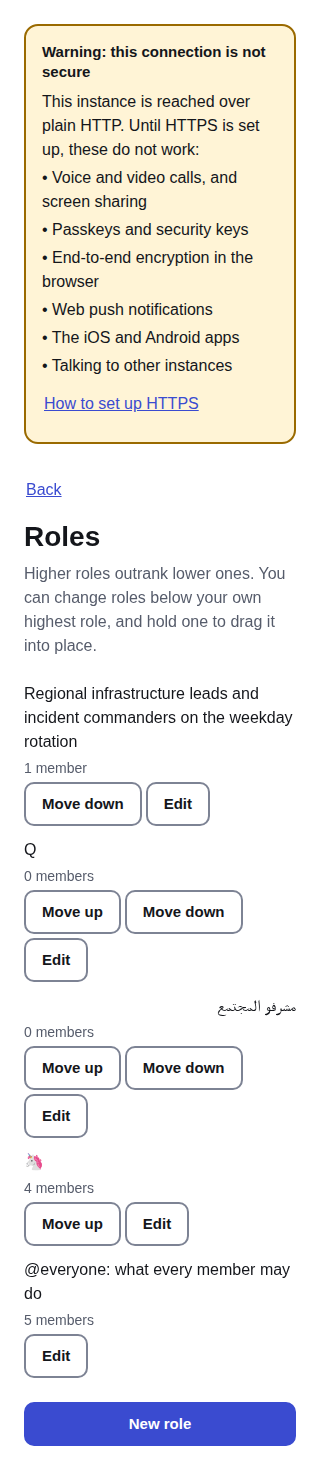 Warning: this connection is not
secure
This instance is reached over
plain HTTP. Until HTTPS is set
up, these do not work:
• Voice and video calls, and
screen sharing
• Passkeys and security keys
• End-to-end encryption in the
browser
• Web push notifications
• The iOS and Android apps
• Talking to other instances
How to set up HTTPS
Back
Roles
Higher roles outrank lower ones. You
can change roles below your own
highest role, and hold one to drag it
into place.
Regional infrastructure leads and
incident commanders on the weekday
rotation
1 member
Move down Edit
Q
0 members
Move up Move down
Edit
مشرفو المجتمع
0 members
Move up Move down
Edit
🦄
4 members
Move up Edit
@everyone: what every member may
do
5 members
Edit
New role